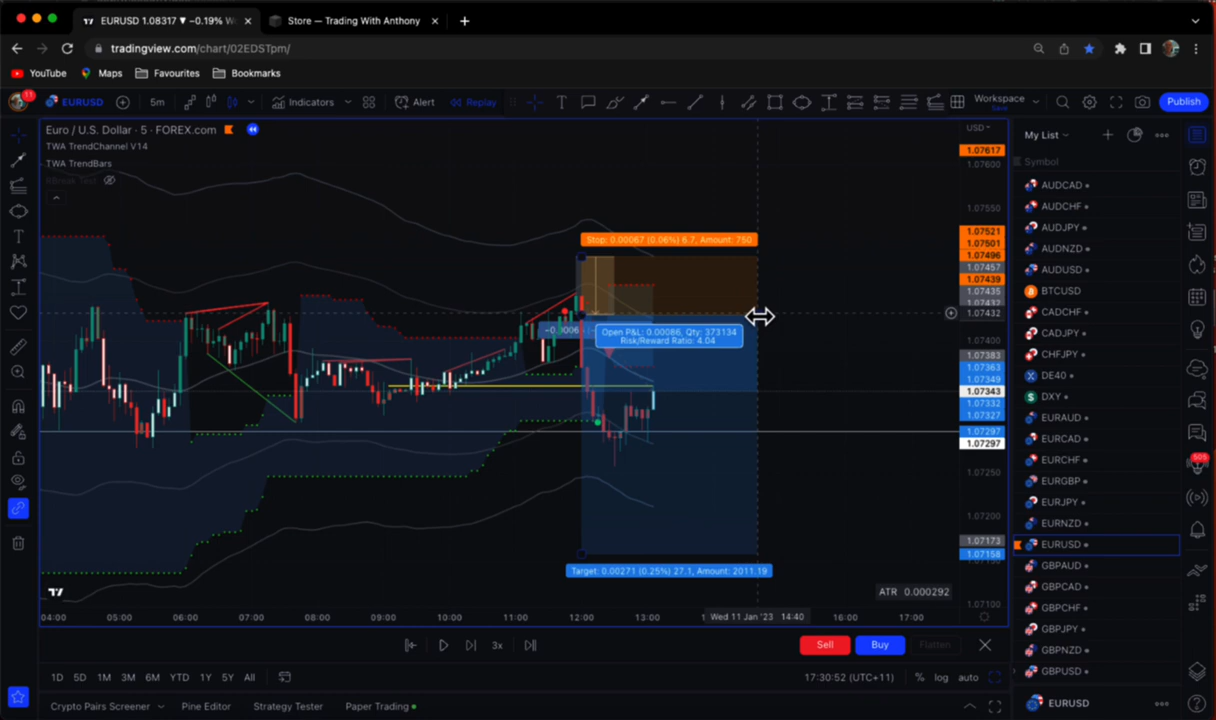 EURUSD 1.08317 ▼ −0.19% W
Store — Trading With Anthony
tradingview.com/chart/02EDSTpm/
YouTube
Maps
Favourites
Bookmarks
11
EURUSD
5m
Indicators
Alert
Replay
Workspace
Save
Publish
Euro / U.S. Dollar · 5 · FOREX.com
TWA TrendChannel V14
TWA TrendBars
USD
1.07617
1.07600
1.07550
1.07521
1.07501
1.07496
1.07457
1.07439
1.07435
1.07432
1.07432
1.07400
1.07383
1.07363
1.07349
1.07343
1.07332
1.07327
1.07297
1.07297
1.07250
1.07200
1.07173
1.07158
1.07100
Stop: 0.00067 (0.06%) 6.7, Amount: 750
Open P&L: 0.00086, Qty: 373134
Risk/Reward Ratio: 4.04
Target: 0.00271 (0.25%) 27.1, Amount: 2011.19
ATR 0.000292
04:00
05:00
06:00
07:00
08:00
09:00
10:00
11:00
12:00
13:00
Wed 11 Jan '23 14:40
16:00
17:00
3x
Sell
Buy
Flatten
1D
5D
1M
3M
6M
YTD
1Y
5Y
All
17:30:52 (UTC+11)
%
log
auto
Crypto Pairs Screener
Pine Editor
Strategy Tester
Paper Trading
My List
Symbol
AUDCAD
AUDCHF
AUDJPY
AUDNZD
AUDUSD
BTCUSD
CADCHF
CADJPY
CHFJPY
DE40
DXY
EURAUD
EURCAD
EURCHF
EURGBP
EURJPY
EURNZD
EURUSD
GBPAUD
GBPCAD
GBPCHF
GBPJPY
GBPNZD
GBPUSD
EURUSD
505